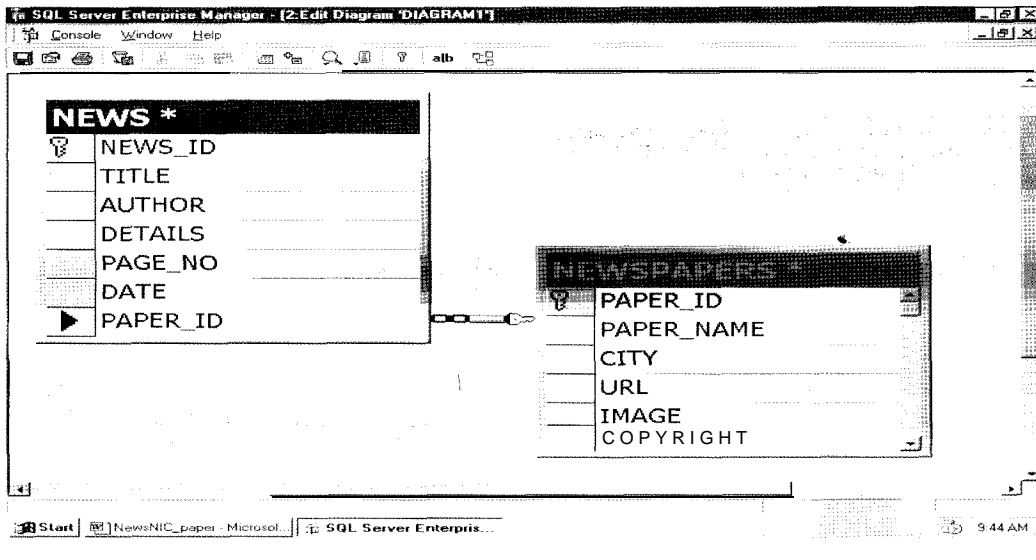 SQL Server Enterprise Manager - [2:Edit Diagram 'DIAGRAM1']
Console Window Help
alb
NEWS *
NEWS_ID
TITLE
AUTHOR
DETAILS
PAGE_NO
DATE
PAPER_ID
NEWSPAPERS *
PAPER_ID
PAPER_NAME
CITY
URL
IMAGE
COPYRIGHT
Start NewsNIC_paper - Microsof... SQL Server Enterpris... 9:44 AM